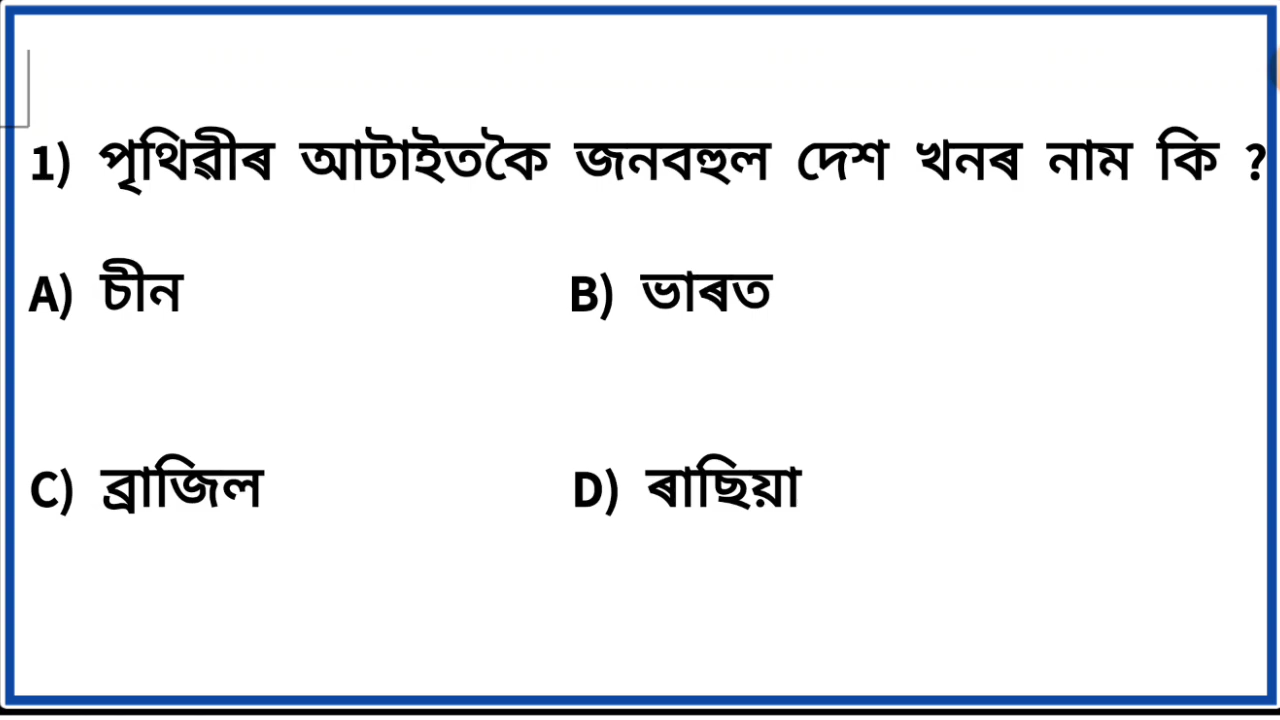 1) পৃথিৱীৰ আটাইতকৈ জনবহুল দেশ খনৰ নাম কি ?
A) চীন B) ভাৰত
C) ব্ৰাজিল D) ৰাছিয়া